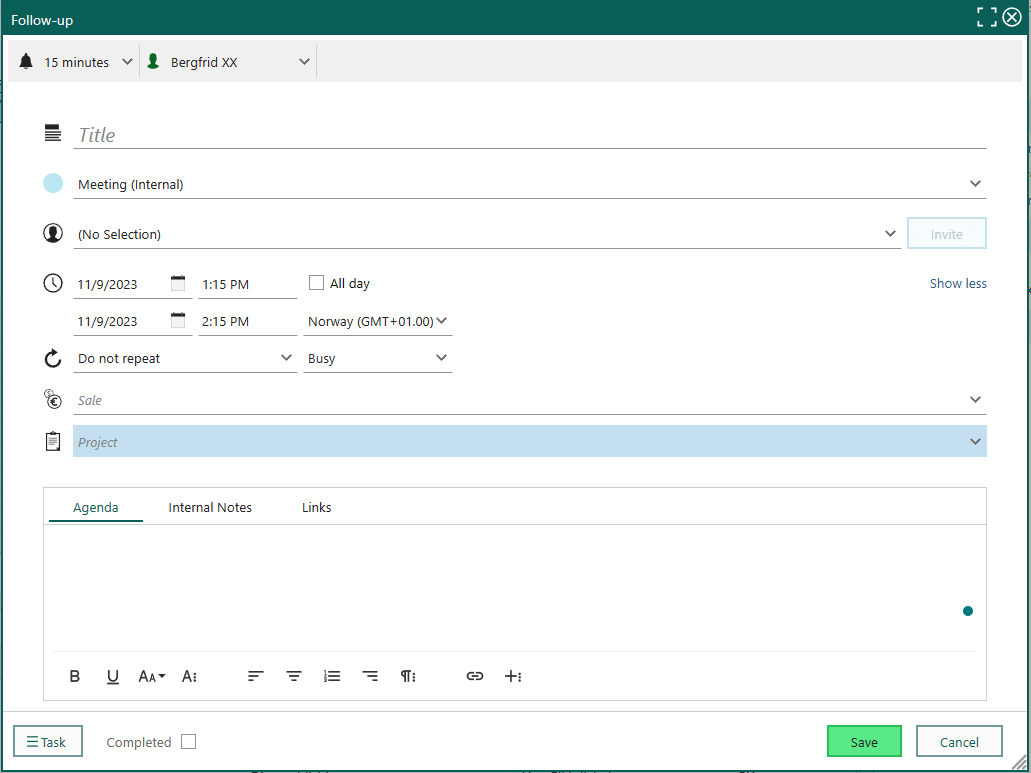 Follow-up
15 minutes Bergfrid XX
Title
Meeting (Internal)
(No Selection) Invite
11/9/2023 1:15 PM All day Show less
11/9/2023 2:15 PM Norway (GMT+01.00)
Do not repeat Busy
Sale
Project
Agenda Internal Notes Links
B U AA A
Task Completed Save Cancel